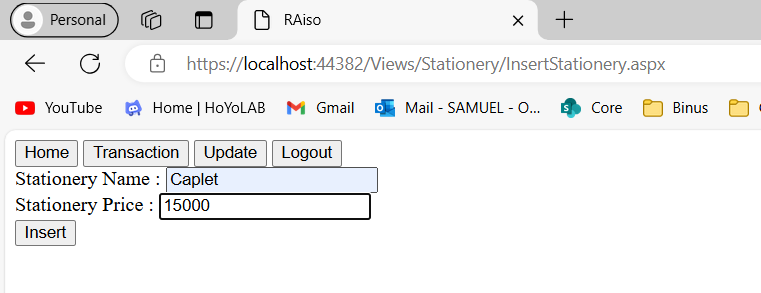 Personal RAiso
https://localhost:44382/Views/Stationery/InsertStationery.aspx
YouTube Home | HoYoLAB Gmail Mail - SAMUEL - O... Core Binus
Home Transaction Update Logout
Stationery Name : Caplet
Stationery Price : 15000
Insert